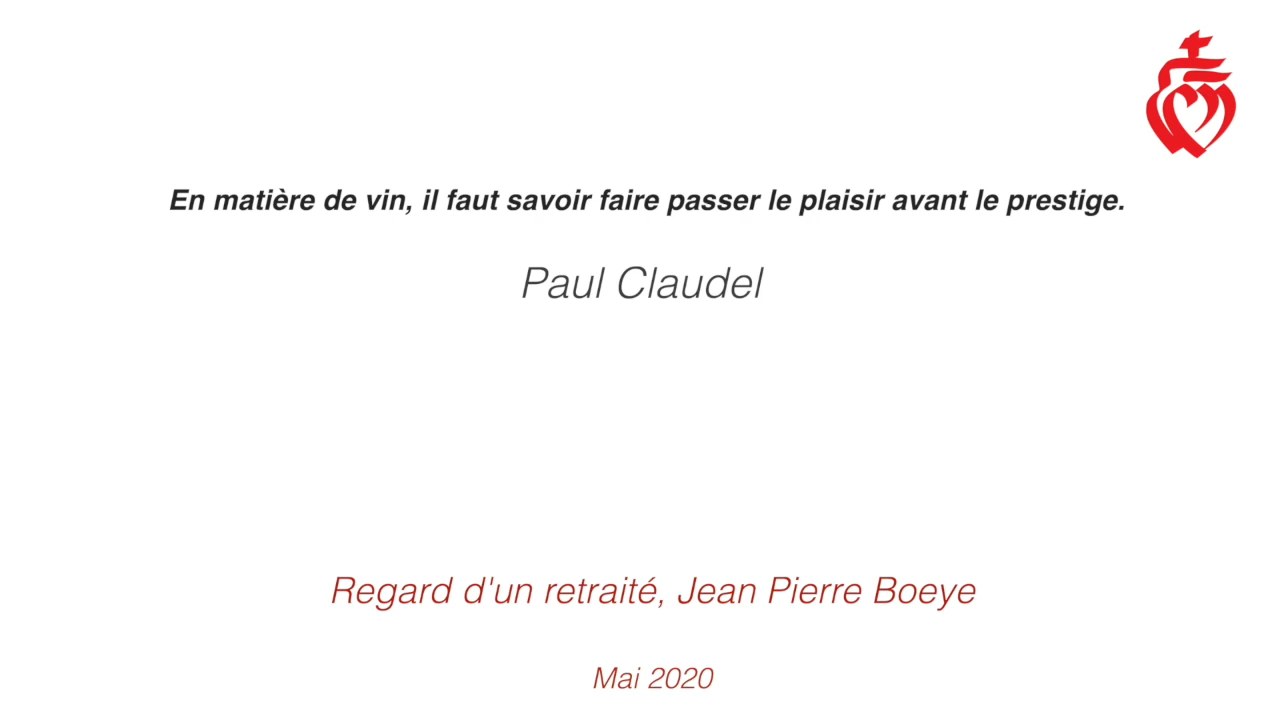 En matière de vin, il faut savoir faire passer le plaisir avant le prestige.
Paul Claudel
Regard d'un retraité, Jean Pierre Boeye
Mai 2020